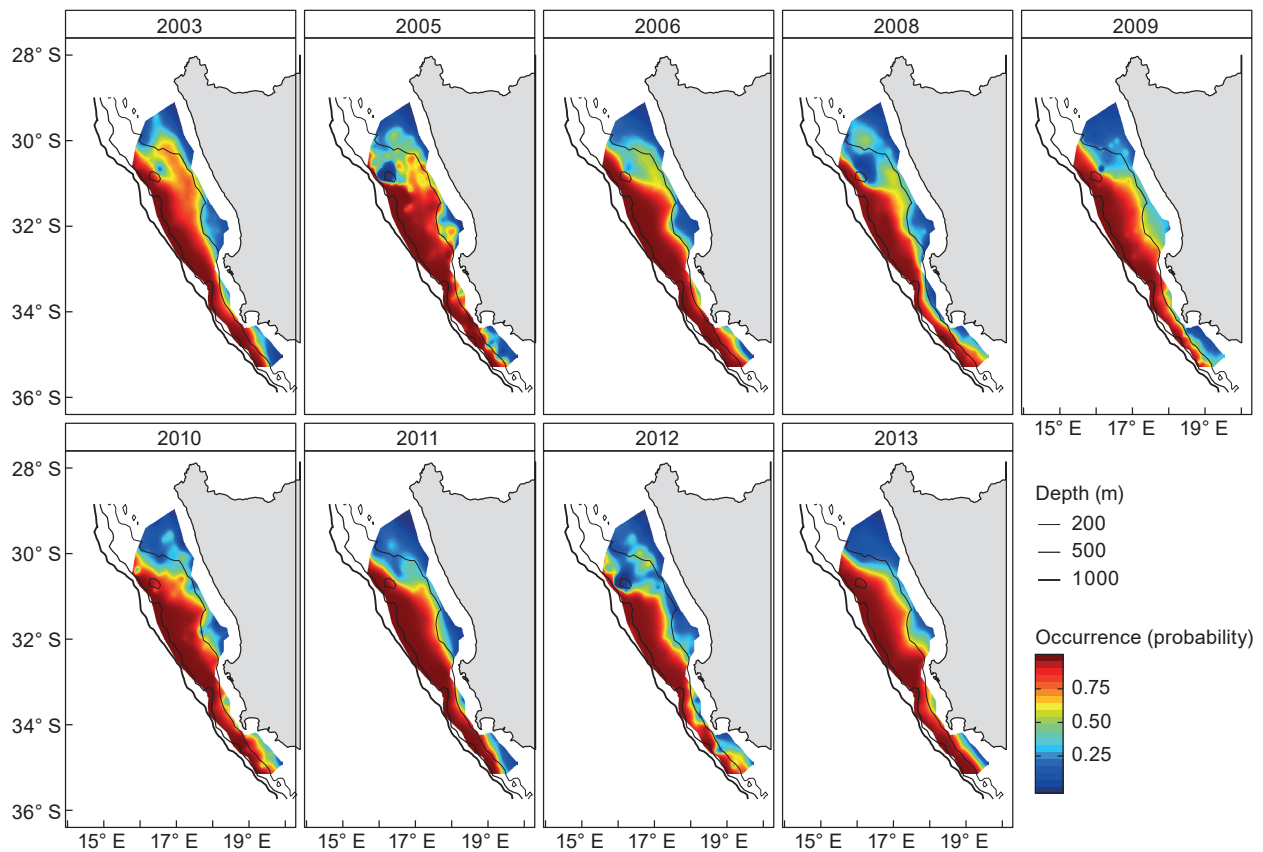 2003 2005 2006 2008 2009
28° S
30° S
32° S
34° S
36° S
15° E 17° E 19° E
2010 2011 2012 2013
28° S
30° S
32° S
34° S
36° S
15° E 17° E 19° E 15° E 17° E 19° E 15° E 17° E 19° E 15° E 17° E 19° E
Depth (m)
200
500
1000
Occurrence (probability)
0.75
0.50
0.25